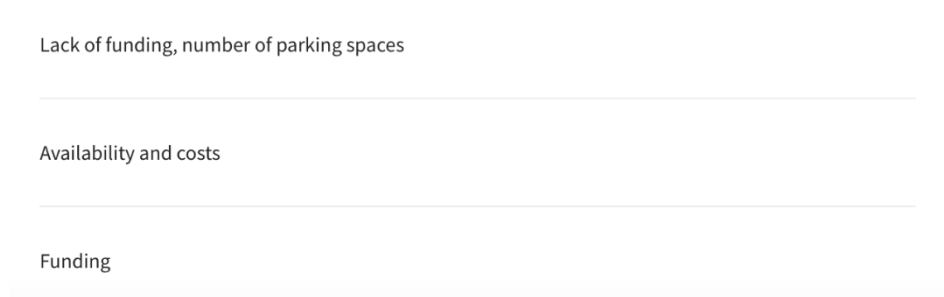 Lack of funding, number of parking spaces
Availability and costs
Funding